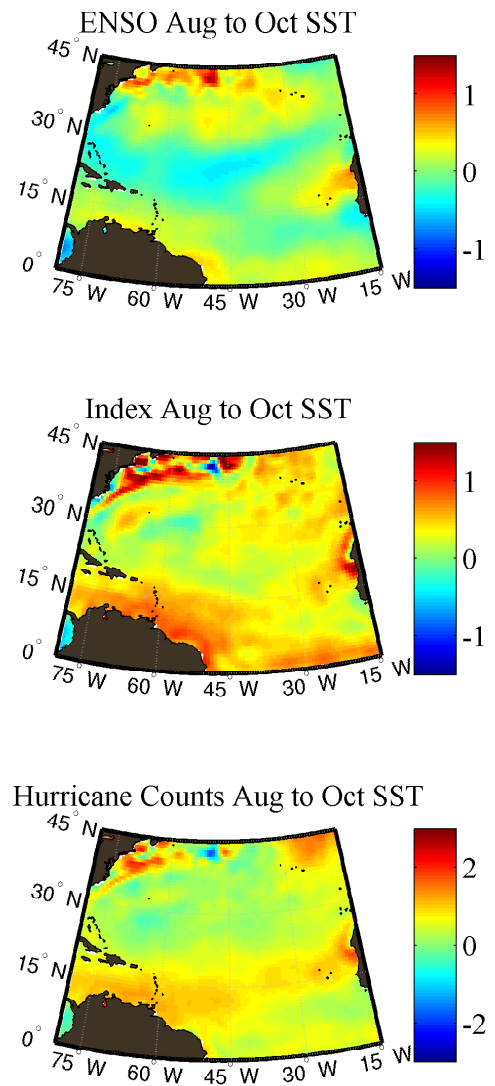 ENSO Aug to Oct SST
45° N
30° N
15° N
0°
75° W
60° W
45° W
30° W
15° W
1
0
-1
Index Aug to Oct SST
45° N
30° N
15° N
0°
75° W
60° W
45° W
30° W
15° W
1
0
-1
Hurricane Counts Aug to Oct SST
45° N
30° N
15° N
0°
75° W
60° W
45° W
30° W
15° W
2
0
-2